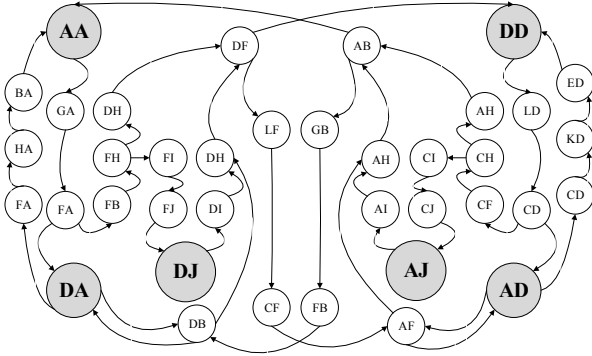 AA
DD
DF
AB
BA
GA
DH
LF
GB
AH
LD
ED
HA
FH
FI
DH
AH
CI
CH
KD
FA
FA
FB
FJ
DI
AI
CJ
CF
CD
CD
DA
DJ
AJ
AD
DB
CF
FB
AF